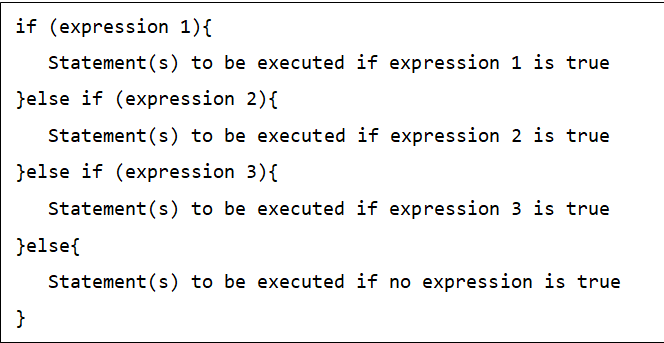 if (expression 1){
   Statement(s) to be executed if expression 1 is true
}else if (expression 2){
   Statement(s) to be executed if expression 2 is true
}else if (expression 3){
   Statement(s) to be executed if expression 3 is true
}else{
   Statement(s) to be executed if no expression is true
}